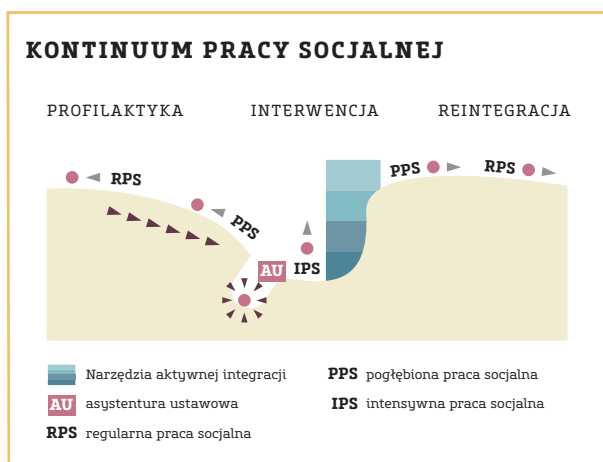 KONTINUUM PRACY SOCJALNEJ
PROFILAKTYKA INTERWENCJA REINTEGRACJA
RPS
PPS
AU
IPS
PPS
RPS
Narzędzia aktywnej integracji
AU asystentura ustawowa
RPS regularna praca socjalna
PPS pogłębiona praca socjalna
IPS intensywna praca socjalna